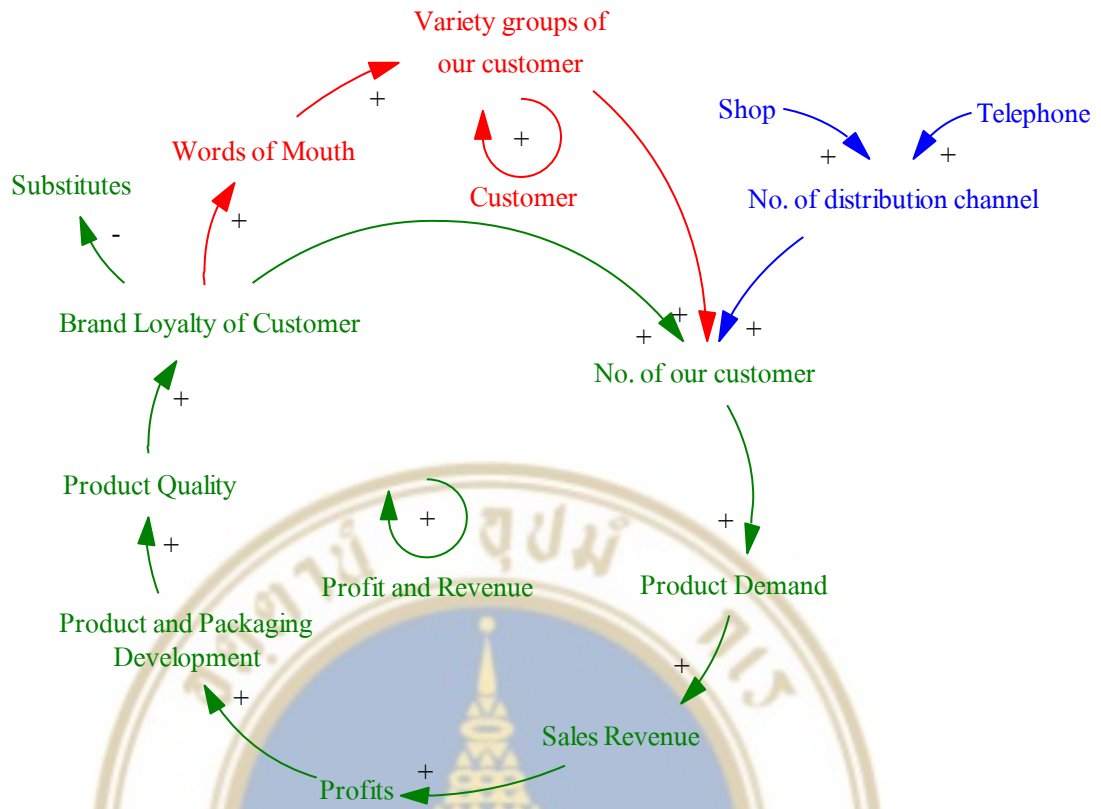 Variety groups of
our customer
+
Shop
Telephone
+
Customer
Words of Mouth
+
+
Substitutes
-
+
No. of distribution channel
Brand Loyalty of Customer
+
+
+
No. of our customer
+
Product Quality
+
+
+
Profit and Revenue
Product Demand
Product and Packaging
Development
+
+
Sales Revenue
+
Profits